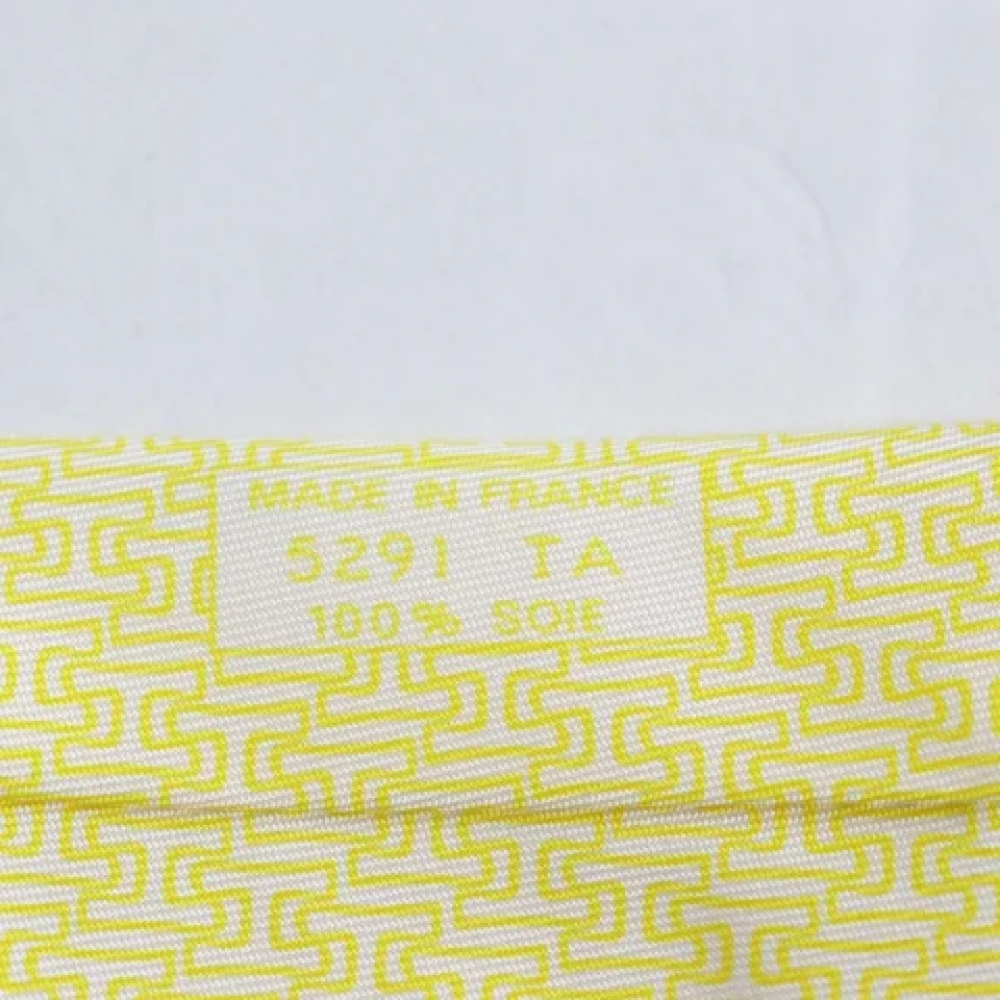 MADE IN FRANCE
5291 TA
100% SOIE